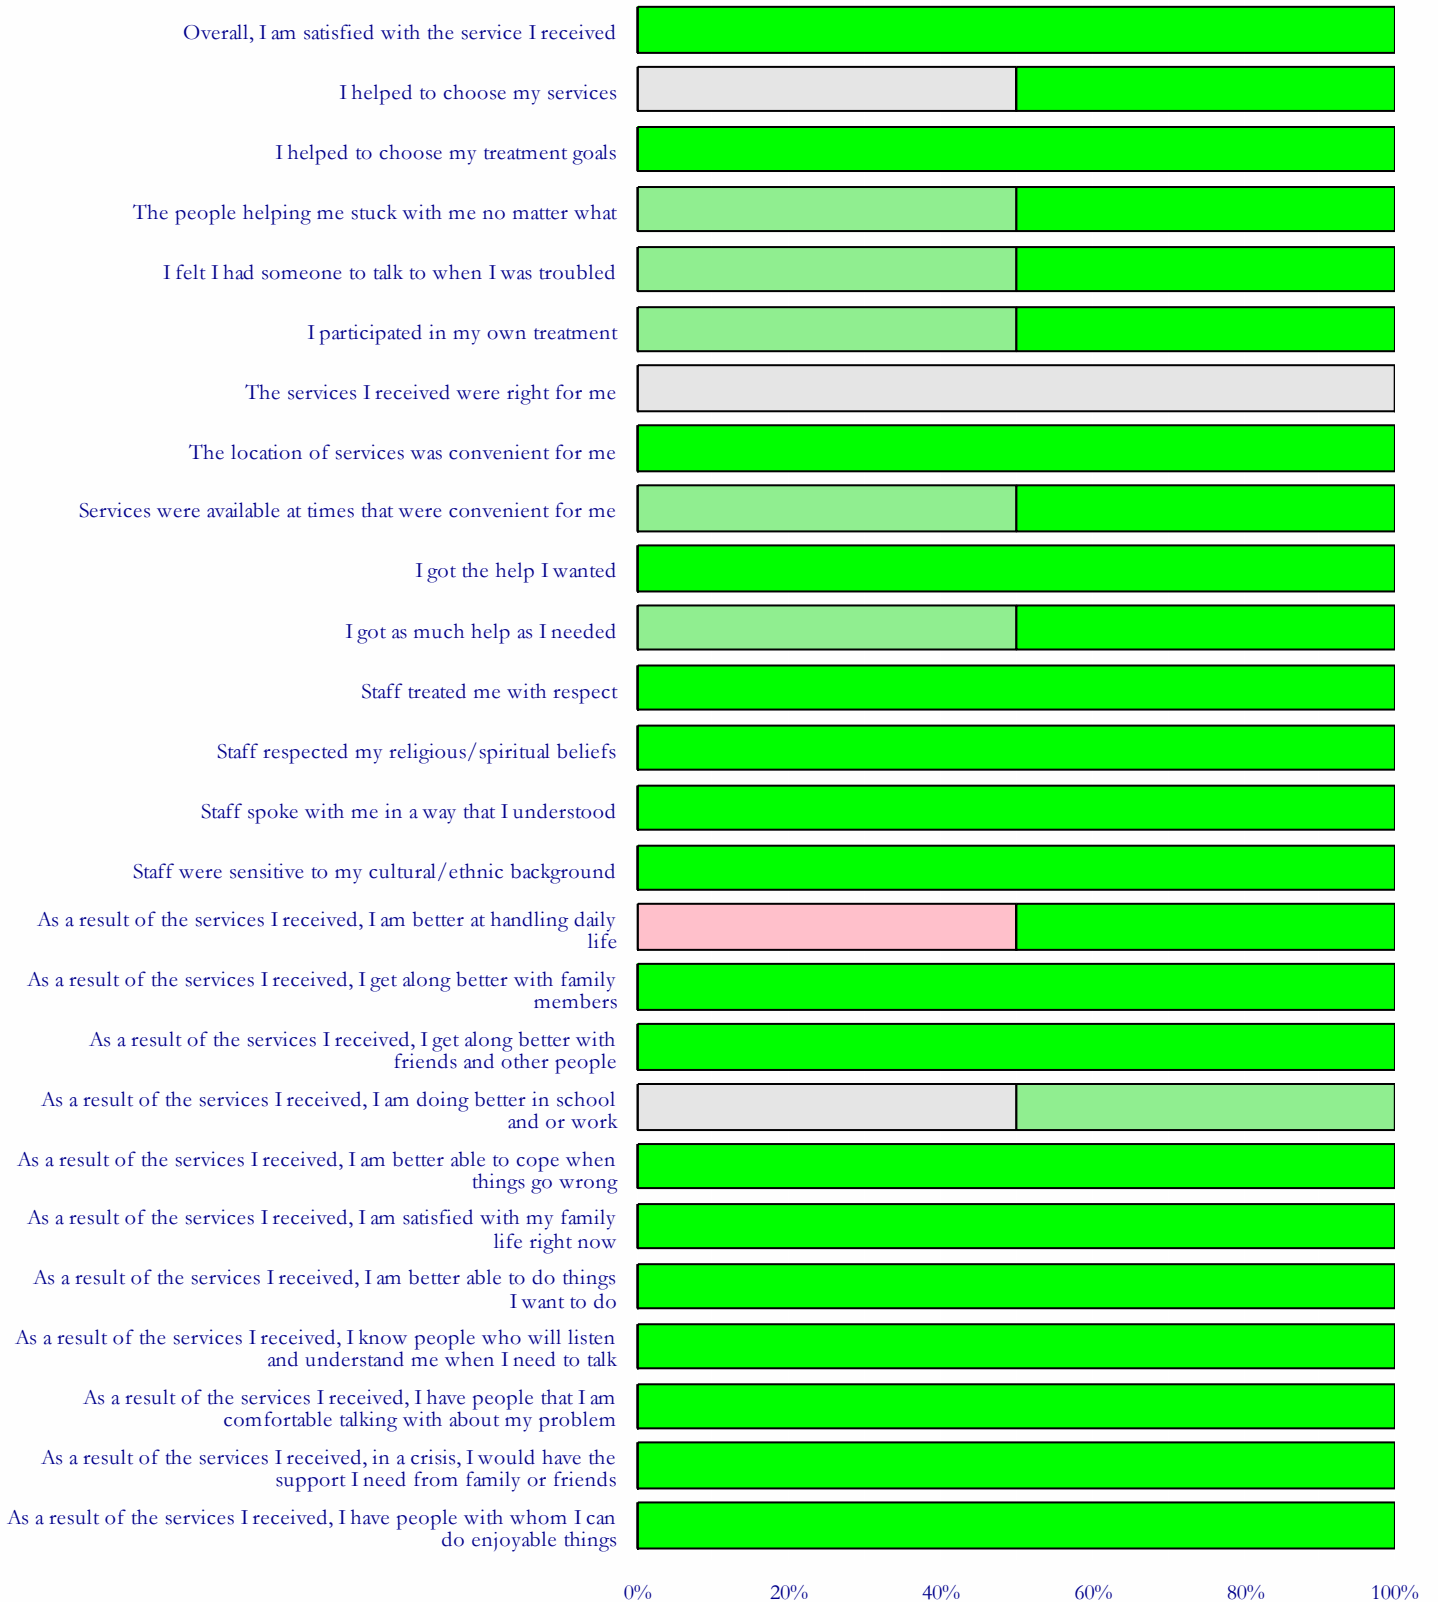 Overall, I am satisfied with the service I received
I helped to choose my services
I helped to choose my treatment goals
The people helping me stuck with me no matter what
I felt I had someone to talk to when I was troubled
I participated in my own treatment
The services I received were right for me
The location of services was convenient for me
Services were available at times that were convenient for me
I got the help I wanted
I got as much help as I needed
Staff treated me with respect
Staff respected my religious/spiritual beliefs
Staff spoke with me in a way that I understood
Staff were sensitive to my cultural/ethnic background
As a result of the services I received, I am better at handling daily
life
As a result of the services I received, I get along better with family
members
As a result of the services I received, I get along better with
friends and other people
As a result of the services I received, I am doing better in school
and or work
As a result of the services I received, I am better able to cope when
things go wrong
As a result of the services I received, I am satisfied with my family
life right now
As a result of the services I received, I am better able to do things
I want to do
As a result of the services I received, I know people who will listen
and understand me when I need to talk
As a result of the services I received, I have people that I am
comfortable talking with about my problem
As a result of the services I received, in a crisis, I would have the
support I need from family or friends
As a result of the services I received, I have people with whom I can
do enjoyable things
0% 20% 40% 60% 80% 100%